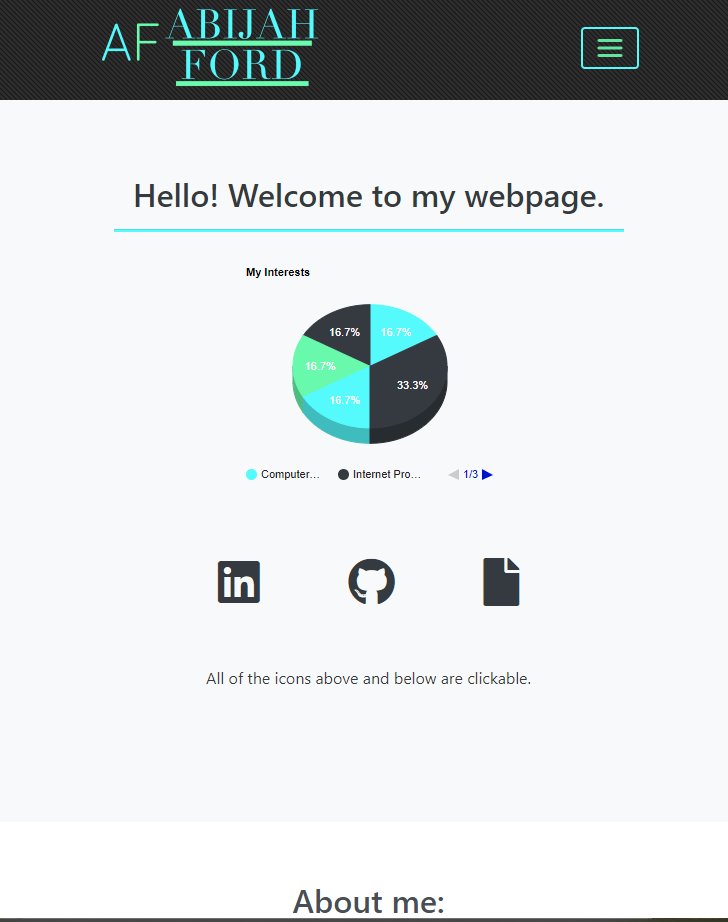 AF
ABIJAH
FORD
Hello! Welcome to my webpage.
My Interests
16.7% 16.7%
16.7%
33.3%
16.7%
Computer... Internet Pro... 1/3
in
All of the icons above and below are clickable.
About me: